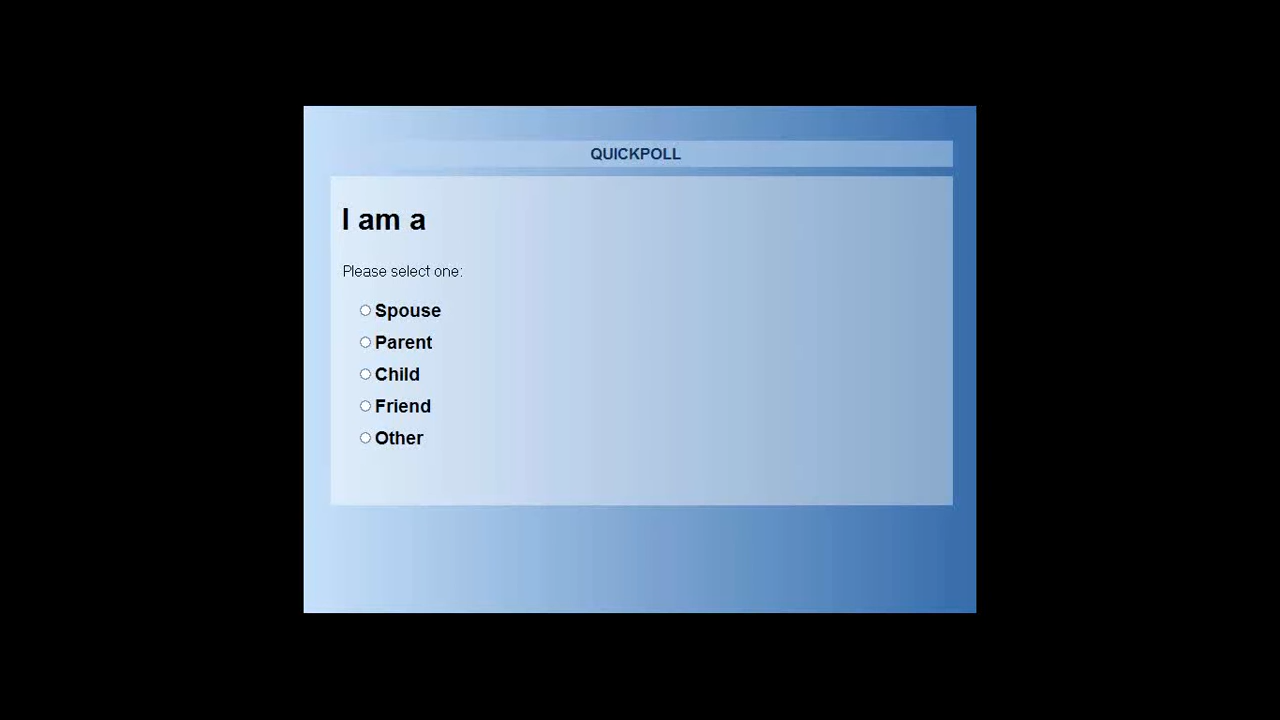 QUICKPOLL
I am a
Please select one:
Spouse
Parent
Child
Friend
Other